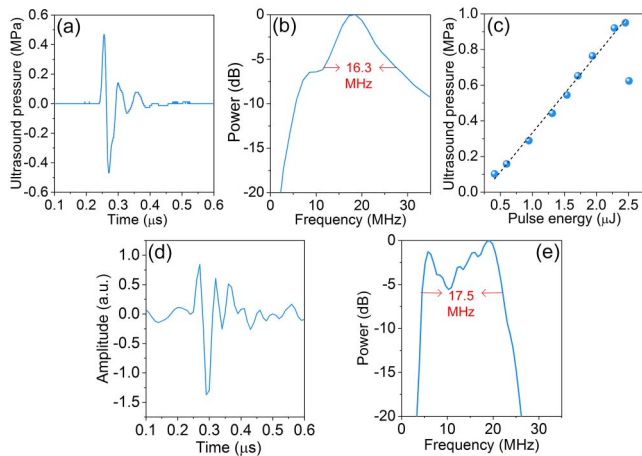 (a)
Ultrasound pressure (MPa)
0.6
0.4
0.2
0.0
-0.2
-0.4
-0.6
0.1 0.2 0.3 0.4 0.5 0.6
Time (μs)
(b)
Power (dB)
0
-5
-10
-15
-20
16.3
MHz
0 10 20 30
Frequency (MHz)
(c)
Ultrasound pressure (MPa)
1.0
0.8
0.6
0.4
0.2
0.0
0.5 1.0 1.5 2.0 2.5
Pulse energy (μJ)
(d)
Amplitude (a.u.)
1.0
0.5
0.0
-0.5
-1.0
-1.5
0.1 0.2 0.3 0.4 0.5 0.6
Time (μs)
(e)
Power (dB)
0
-5
-10
-15
-20
17.5
MHz
0 10 20 30
Frequency (MHz)